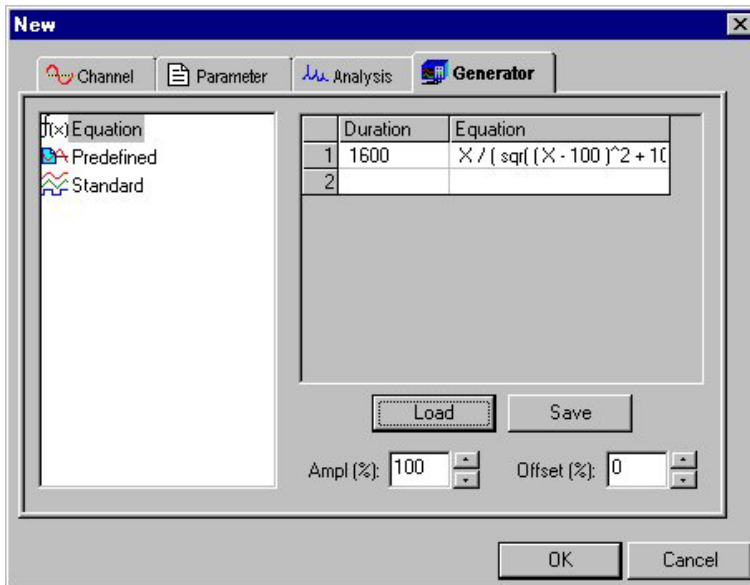 New
Channel Parameter Analysis Generator
f(x) Equation
Predefined
Standard
Duration Equation
1 1600 X / ( sqr( (X - 100 )^2 + 10
2
Load Save
Ampl (%): 100 Offset (%): 0
OK Cancel